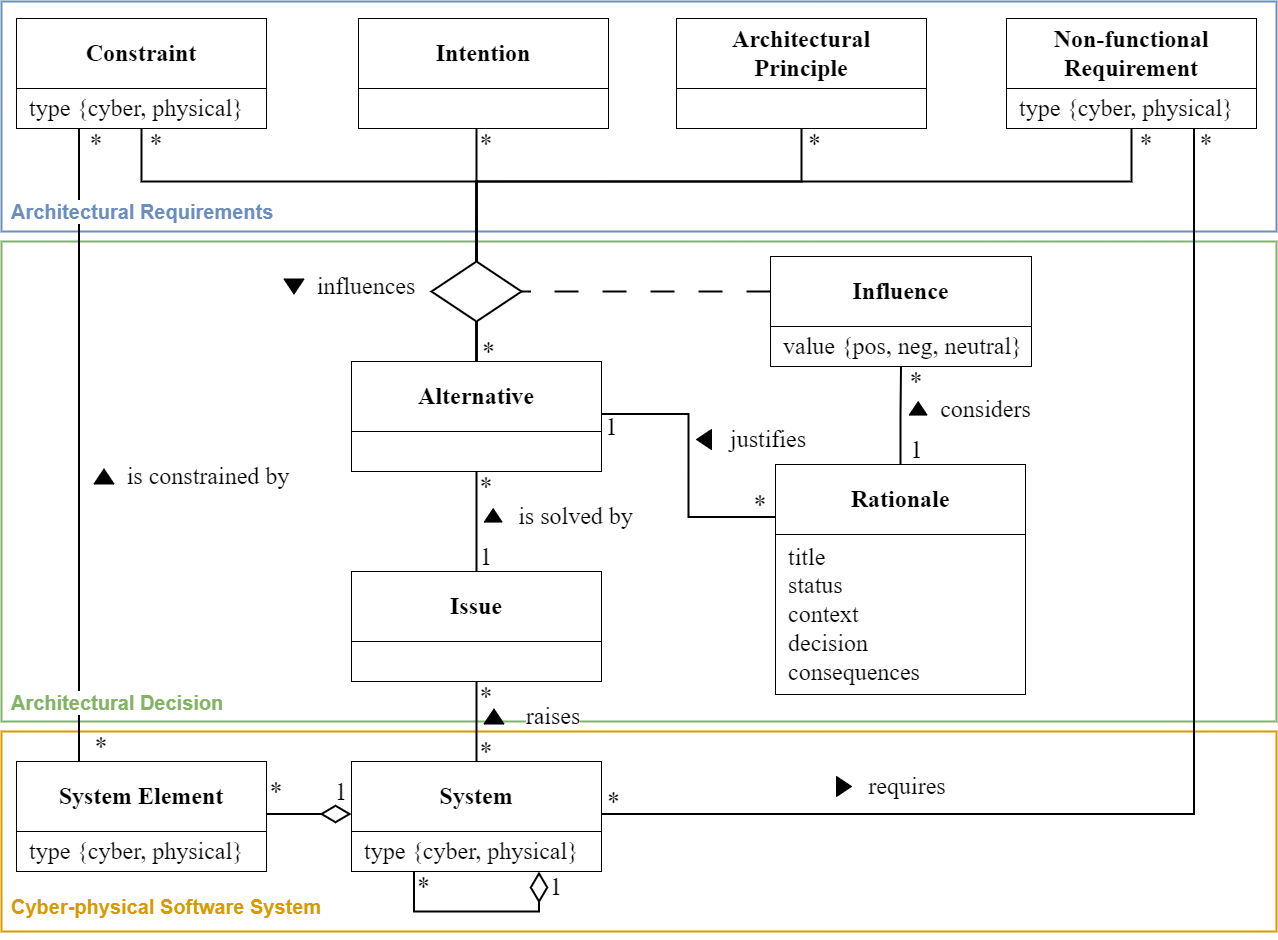 Constraint
type {cyber, physical}
Intention
Architectural
Principle
Non-functional
Requirement
type {cyber, physical}
*
*
*
*
*
*
Architectural Requirements
influences
Influence
value {pos, neg, neutral}
*
Alternative
1
*
considers
justifies
1
is constrained by
*
is solved by
1
*
Rationale
title
status
context
decision
consequences
Issue
*
raises
Architectural Decision
*
*
System Element
type {cyber, physical}
*
1
System
type {cyber, physical}
*
requires
*
1
Cyber-physical Software System